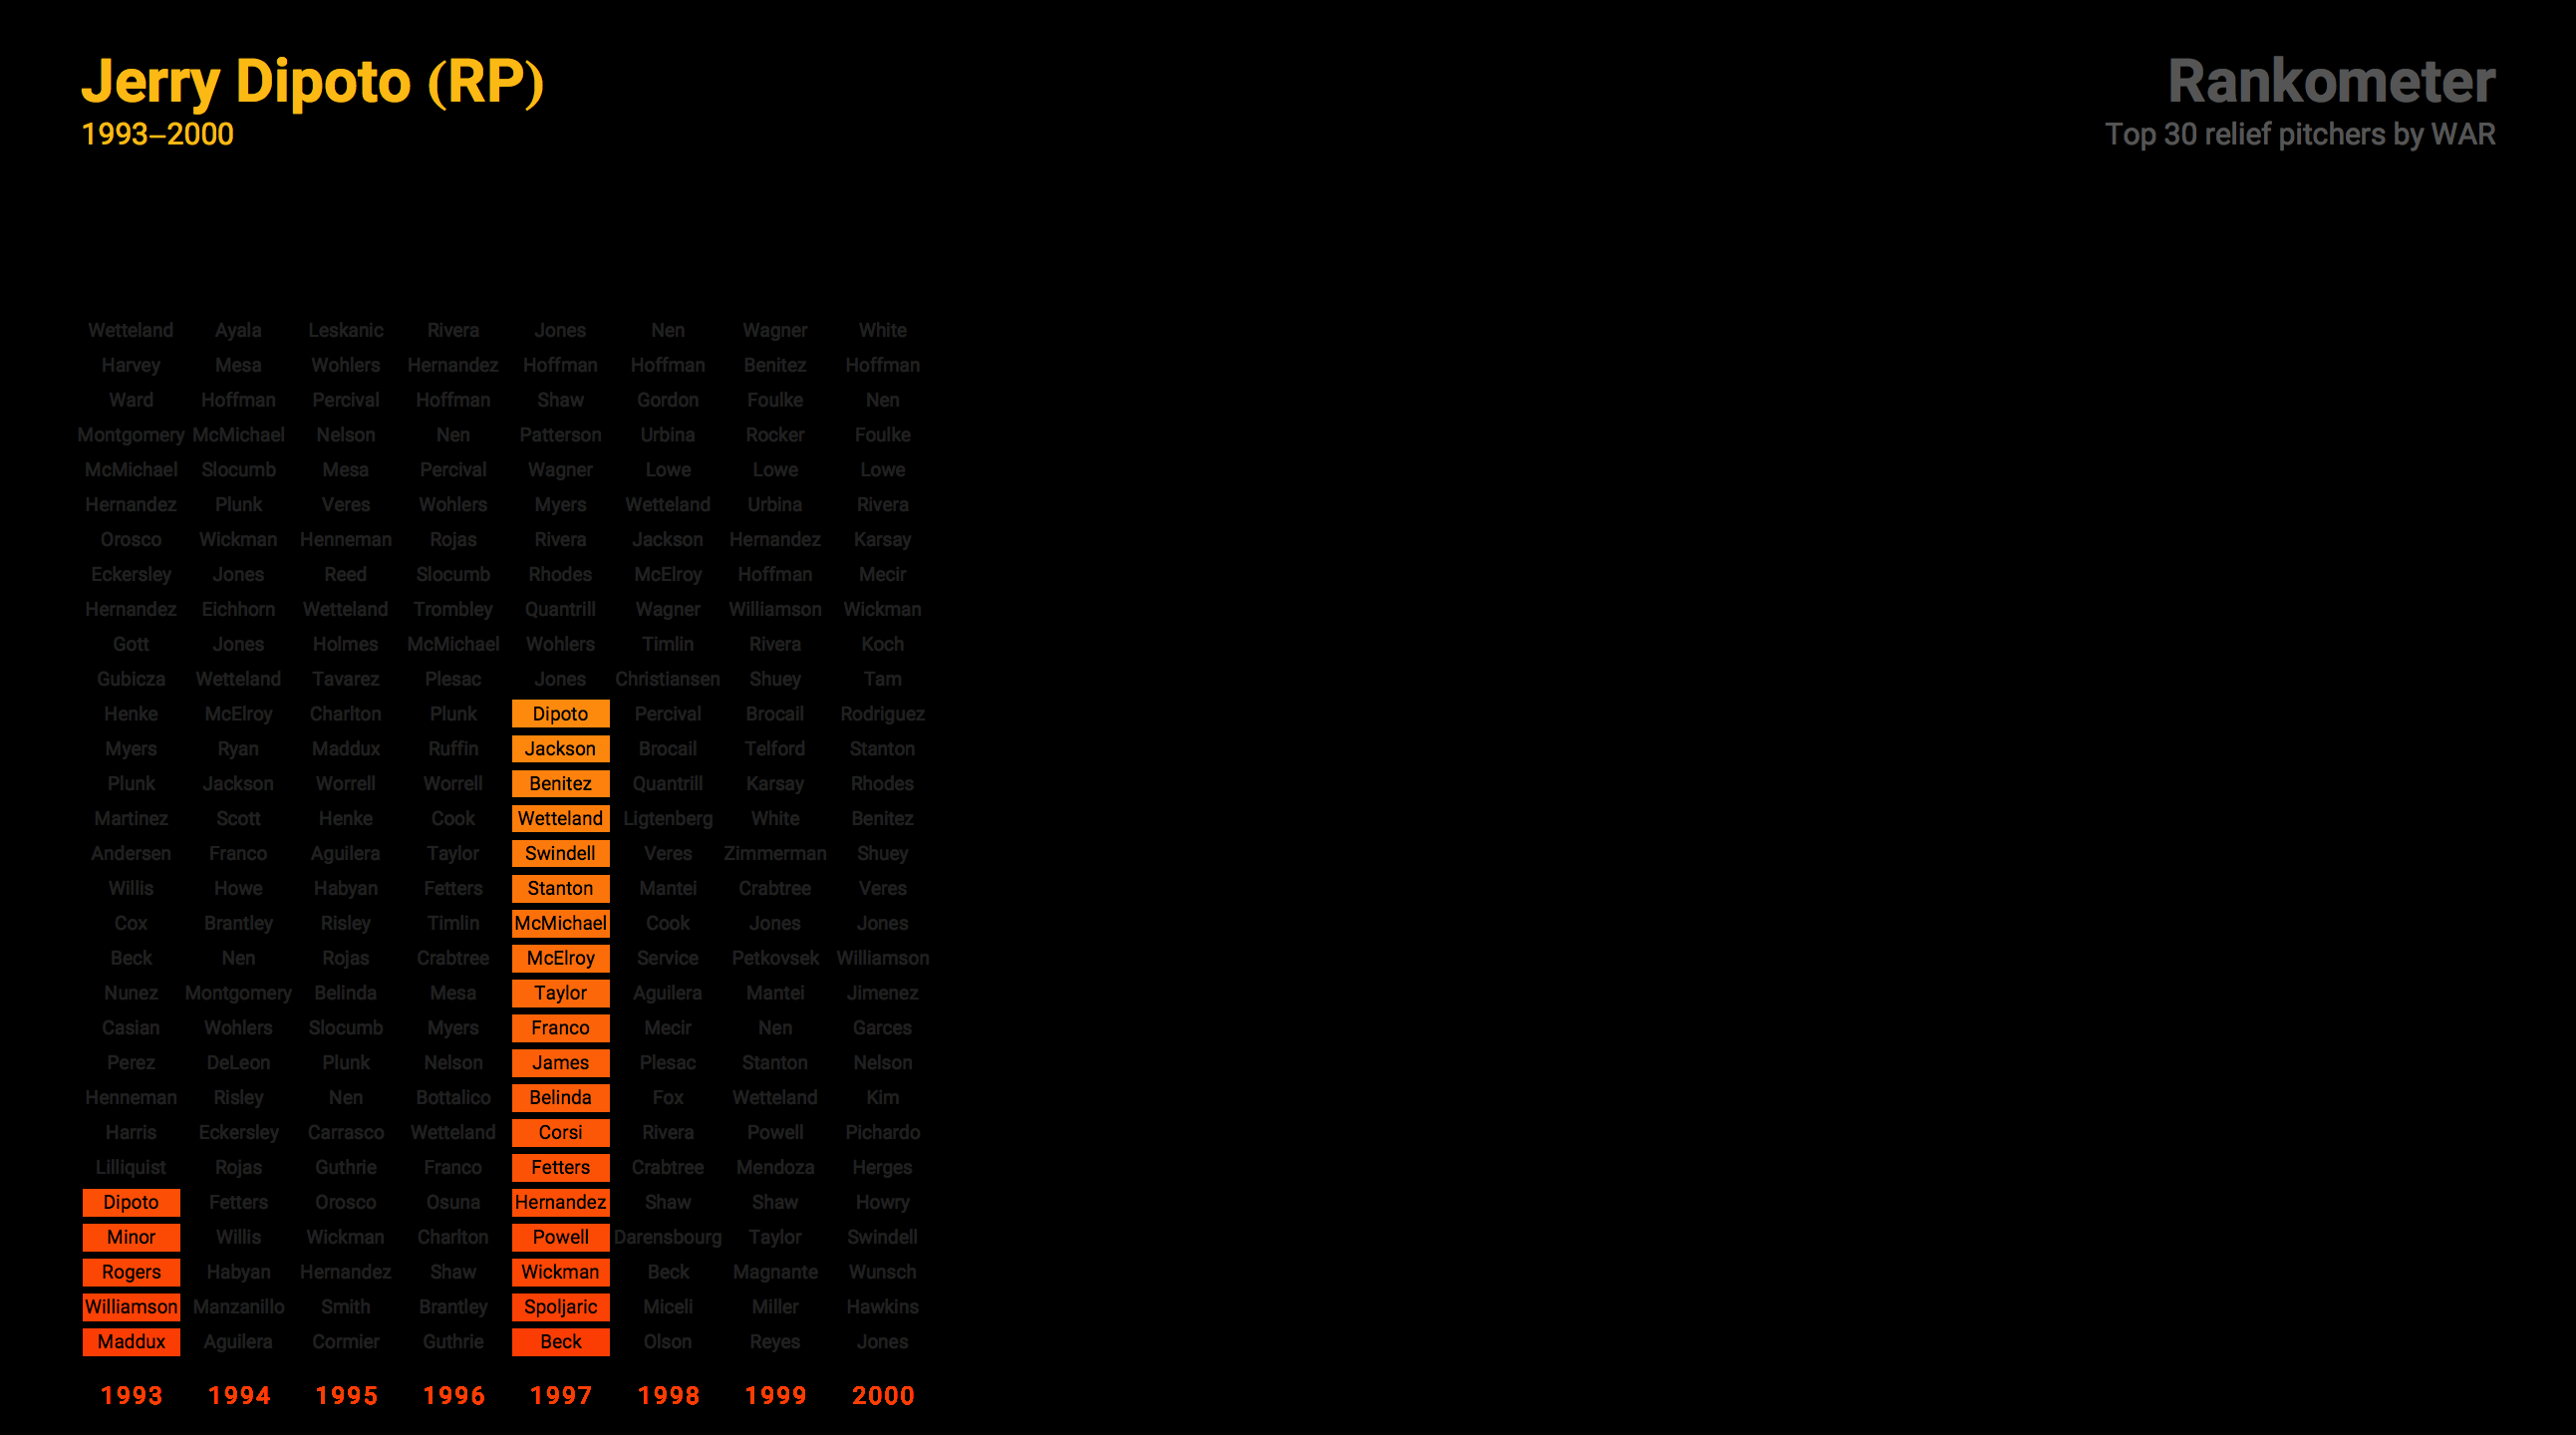 Jerry Dipoto (RP)
1993–2000
Rankometer
Top 30 relief pitchers by WAR
Wetteland Ayala Leskanic Rivera Jones Nen Wagner White
Harvey Mesa Wohlers Hernandez Hoffman Hoffman Benitez Hoffman
Ward Hoffman Percival Hoffman Shaw Gordon Foulke Nen
Montgomery McMichael Nelson Nen Patterson Urbina Rocker Foulke
McMichael Slocumb Mesa Percival Wagner Lowe Lowe Lowe
Hernandez Plunk Veres Wohlers Myers Wetteland Urbina Rivera
Orosco Wickman Henneman Rojas Rivera Jackson Hernandez Karsay
Eckersley Jones Reed Slocumb Rhodes McElroy Hoffman Mecir
Hernandez Eichhorn Wetteland Trombley Quantrill Wagner Williamson Wickman
Gott Jones Holmes McMichael Wohlers Timlin Rivera Koch
Gubicza Wetteland Tavarez Plesac Jones Christiansen Shuey Tam
Henke McElroy Charlton Plunk Dipoto Percival Brocail Rodriguez
Myers Ryan Maddux Ruffin Jackson Brocail Telford Stanton
Plunk Jackson Worrell Worrell Benitez Quantrill Karsay Rhodes
Martinez Scott Henke Cook Wetteland Ligtenberg White Benitez
Andersen Franco Aguilera Taylor Swindell Veres Zimmerman Shuey
Willis Howe Habyan Fetters Stanton Mantei Crabtree Veres
Cox Brantley Risley Timlin McMichael Cook Jones Jones
Beck Nen Rojas Crabtree McElroy Service Petkovsek Williamson
Nunez Montgomery Belinda Mesa Taylor Aguilera Mantei Jimenez
Casian Wohlers Slocumb Myers Franco Mecir Nen Garces
Perez DeLeon Plunk Nelson James Plesac Stanton Nelson
Henneman Risley Nen Bottalico Belinda Fox Wetteland Kim
Harris Eckersley Carrasco Wetteland Corsi Rivera Powell Pichardo
Lilliquist Rojas Guthrie Franco Fetters Crabtree Mendoza Herges
Dipoto Fetters Orosco Osuna Hernandez Shaw Shaw Howry
Minor Willis Wickman Charlton Powell Darensbourg Taylor Swindell
Rogers Habyan Hernandez Shaw Wickman Beck Magnante Wunsch
Williamson Manzanillo Smith Brantley Spoljaric Miceli Miller Hawkins
Maddux Aguilera Cormier Guthrie Beck Olson Reyes Jones
1993 1994 1995 1996 1997 1998 1999 2000